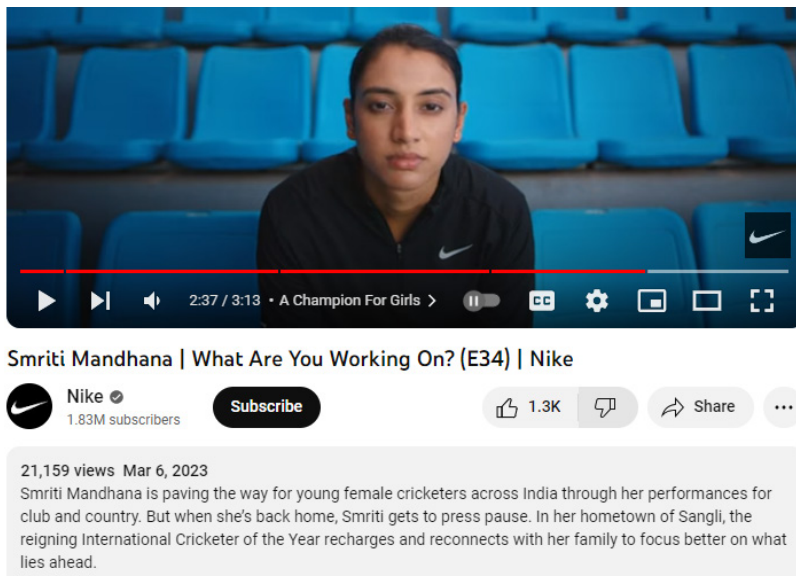 2:37 / 3:13 • A Champion For Girls >
CC
Smriti Mandhana | What Are You Working On? (E34) | Nike
Nike
1.83M subscribers
Subscribe
1.3K
Share
21,159 views Mar 6, 2023
Smriti Mandhana is paving the way for young female cricketers across India through her performances for
club and country. But when she's back home, Smriti gets to press pause. In her hometown of Sangli, the
reigning International Cricketer of the Year recharges and reconnects with her family to focus better on what
lies ahead.